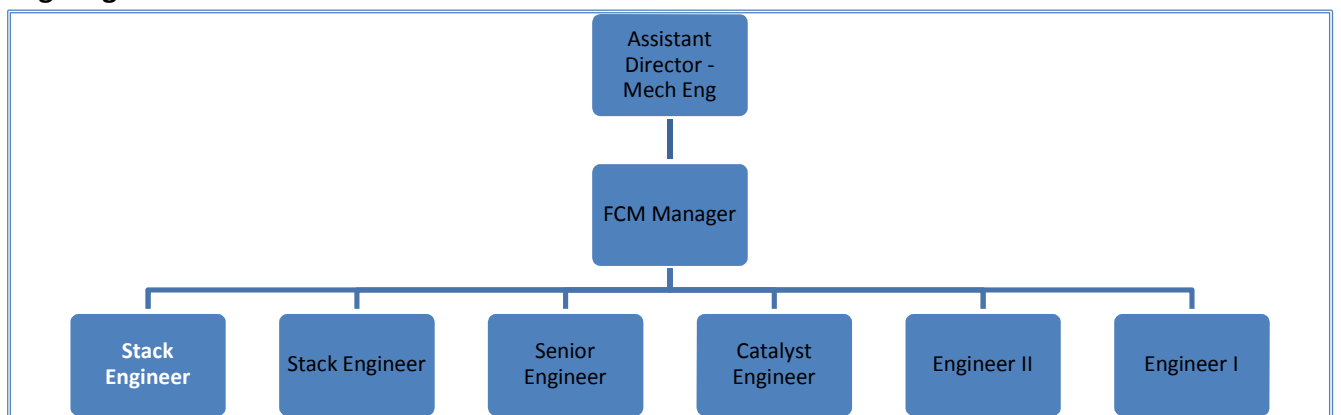 Assistant
Director -
Mech Eng
FCM Manager
Stack
Engineer
Stack Engineer
Senior
Engineer
Catalyst
Engineer
Engineer II
Engineer I